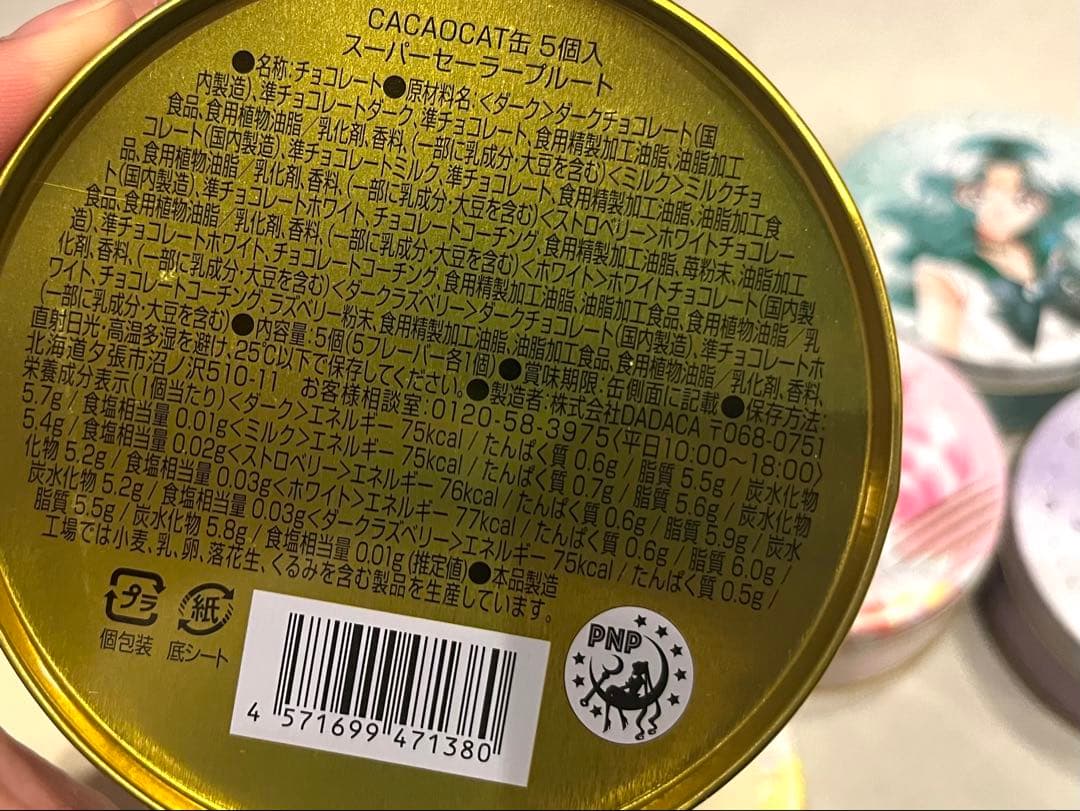 CACAOCAT缶 5個入
スーパーセーラープルート
●名称:チョコレート●原材料名:<ダーク>ダークチョコレート(国
内製造)、準チョコレートダーク、準チョコレート、食用精製加工油脂、油脂加工
食品、食用植物油脂/乳化剤、香料、(一部に乳成分・大豆を含む)<ミルク>ミルクチョ
コレート(国内製造)、準チョコレートミルク、準チョコレート、食用精製加工油脂、油脂加工食
品、食用植物油脂/乳化剤、香料、(一部に乳成分・大豆を含む)<ストロベリー>ホワイトチョコレー
ト(国内製造)、準チョコレートホワイト、チョコレートコーチング、食用精製加工油脂、苺粉末、油脂加工
食品、食用植物油脂/乳化剤、香料、(一部に乳成分・大豆を含む)<ホワイト>ホワイトチョコレート(国内製
造)、準チョコレートホワイト、チョコレートコーチング、食用精製加工油脂、油脂加工食品、食用植物油脂/乳
化剤、香料、(一部に乳成分・大豆を含む)<ダークラズベリー>ダークチョコレート(国内製造)、準チョコレートホ
ワイト、チョコレートコーチング、ラズベリー粉末、食用精製加工油脂、油脂加工食品、食用植物油脂/乳化剤、香料、
(一部に乳成分・大豆を含む)●内容量:5個(5フレーバー各1個)●賞味期限:缶側面に記載●保存方法:
直射日光、高温多湿を避け、25℃以下で保存してください。●製造者:株式会社DADACA 〒068-0751
北海道夕張市沼ノ沢510-11 お客様相談室:0120-58-3975〈平日10:00〜18:00〉
栄養成分表示(1個当たり)<ダーク>エネルギー 75kcal / たんぱく質 0.6g / 脂質 5.5g / 炭水化物
5.7g / 食塩相当量 0.01g<ミルク>エネルギー 75kcal / たんぱく質 0.7g / 脂質 5.6g / 炭水化物
5.4g / 食塩相当量 0.02g<ストロベリー>エネルギー 76kcal / たんぱく質 0.6g / 脂質 5.9g / 炭水
化物 5.2g / 食塩相当量 0.03g<ホワイト>エネルギー 77kcal / たんぱく質 0.6g / 脂質 6.0g /
炭水化物 5.2g / 食塩相当量 0.03g<ダークラズベリー>エネルギー 75kcal / たんぱく質 0.5g /
脂質 5.5g / 炭水化物 5.8g / 食塩相当量 0.01g (推定値)●本品製造
工場では小麦、乳、卵、落花生、くるみを含む製品を生産しています。
プラ 紙
個包装 底シート
PNP
4 571699 471380